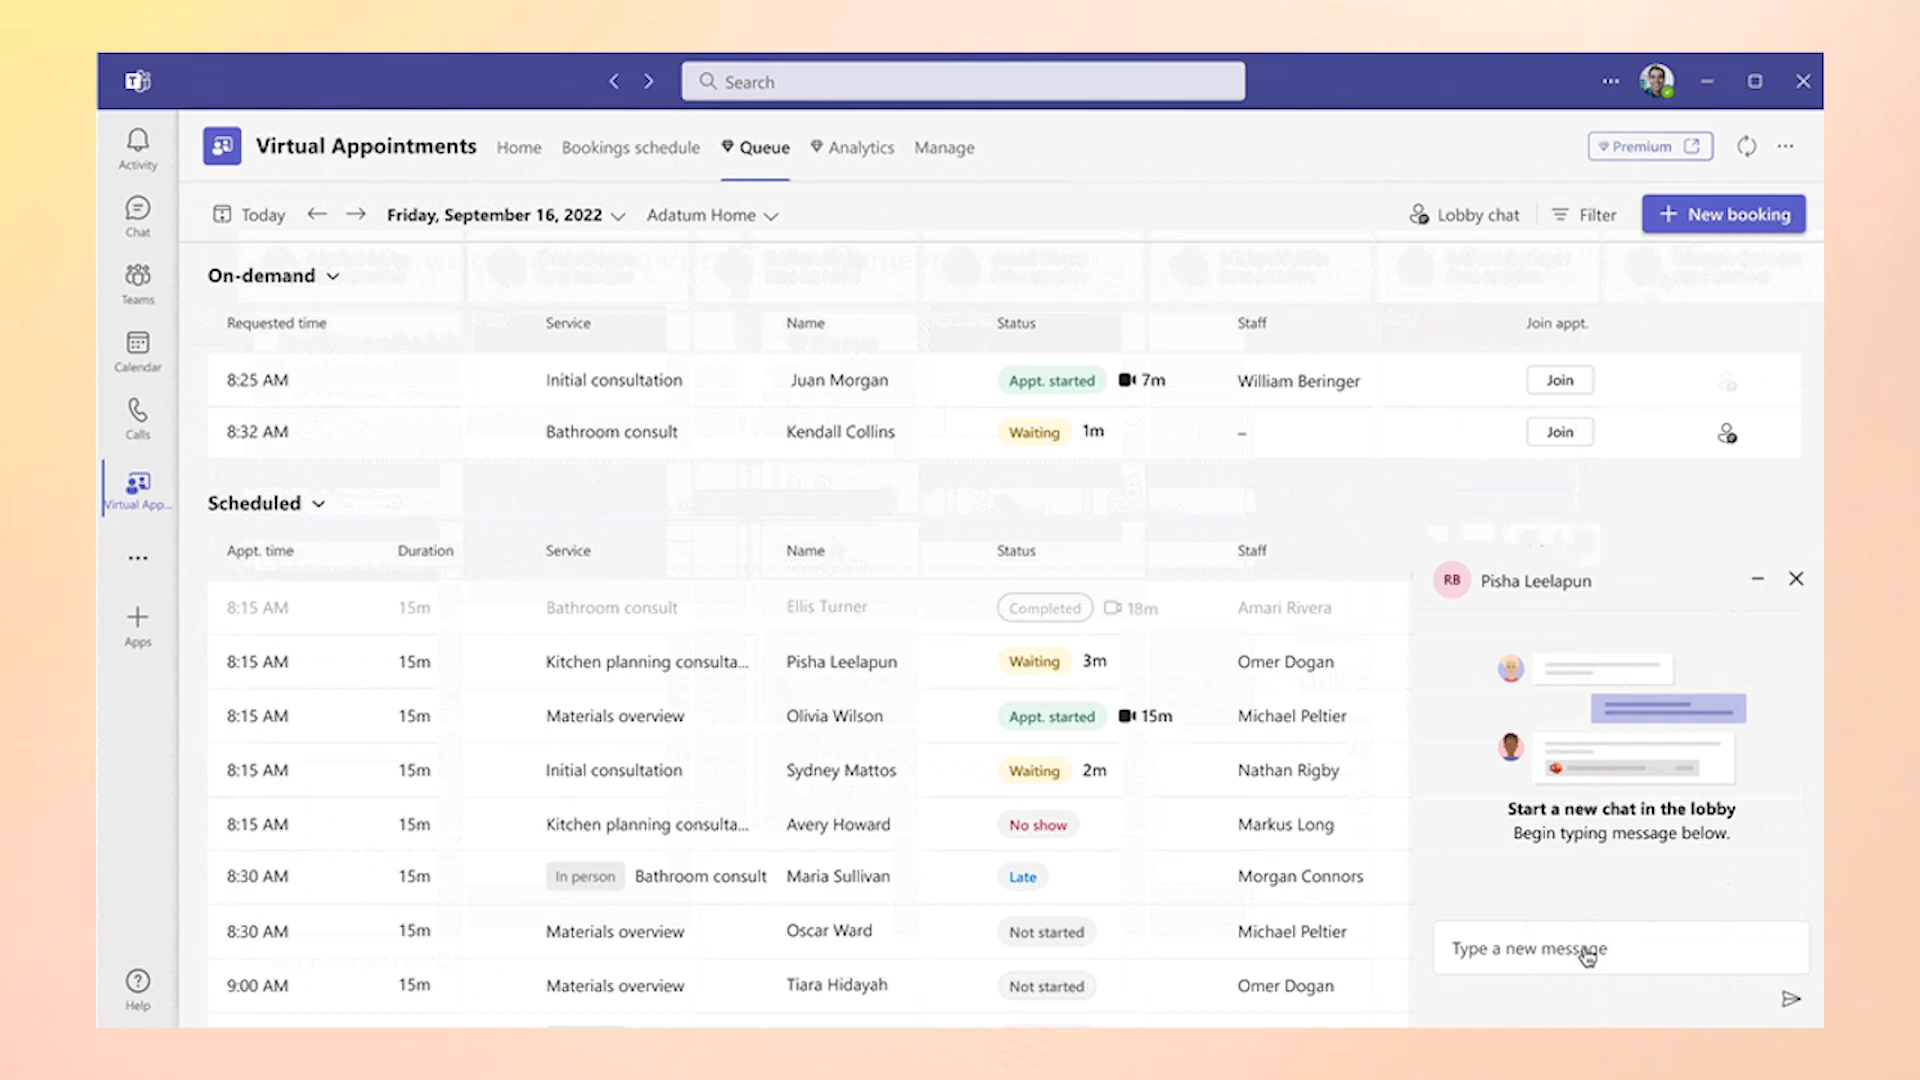 Search
Activity
Chat
Teams
Calendar
Calls
Virtual App...
Apps
Help
Virtual Appointments Home Bookings schedule Queue Analytics Manage Premium
Today Friday, September 16, 2022 Adatum Home Lobby chat Filter + New booking
On-demand
Requested time Service Name Status Staff Join appt.
8:25 AM Initial consultation Juan Morgan Appt. started 7m William Beringer Join
8:32 AM Bathroom consult Kendall Collins Waiting 1m – Join
Scheduled
Appt. time Duration Service Name Status Staff
8:15 AM 15m Bathroom consult Ellis Turner Completed 18m Amari Rivera
8:15 AM 15m Kitchen planning consulta... Pisha Leelapun Waiting 3m Omer Dogan
8:15 AM 15m Materials overview Olivia Wilson Appt. started 15m Michael Peltier
8:15 AM 15m Initial consultation Sydney Mattos Waiting 2m Nathan Rigby
8:15 AM 15m Kitchen planning consulta... Avery Howard No show Markus Long
8:30 AM 15m In person Bathroom consult Maria Sullivan Late Morgan Connors
8:30 AM 15m Materials overview Oscar Ward Not started Michael Peltier
9:00 AM 15m Materials overview Tiara Hidayah Not started Omer Dogan
RB Pisha Leelapun
Start a new chat in the lobby
Begin typing message below.
Type a new message